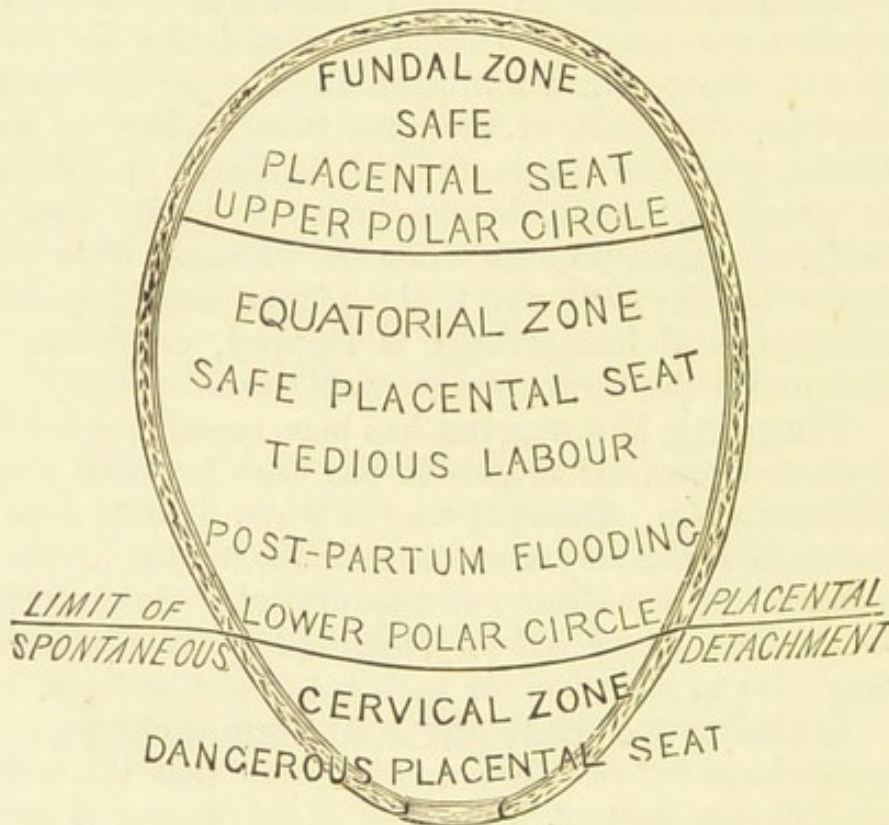 FUNDAL ZONE
SAFE
PLACENTAL SEAT
UPPER POLAR CIRCLE
EQUATORIAL ZONE
SAFE PLACENTAL SEAT
TEDIOUS LABOUR
POST-PARTUM FLOODING
LIMIT OF
LOWER POLAR CIRCLE
PLACENTAL
SPONTANEOUS
DETACHMENT
CERVICAL ZONE
DANGEROUS PLACENTAL SEAT